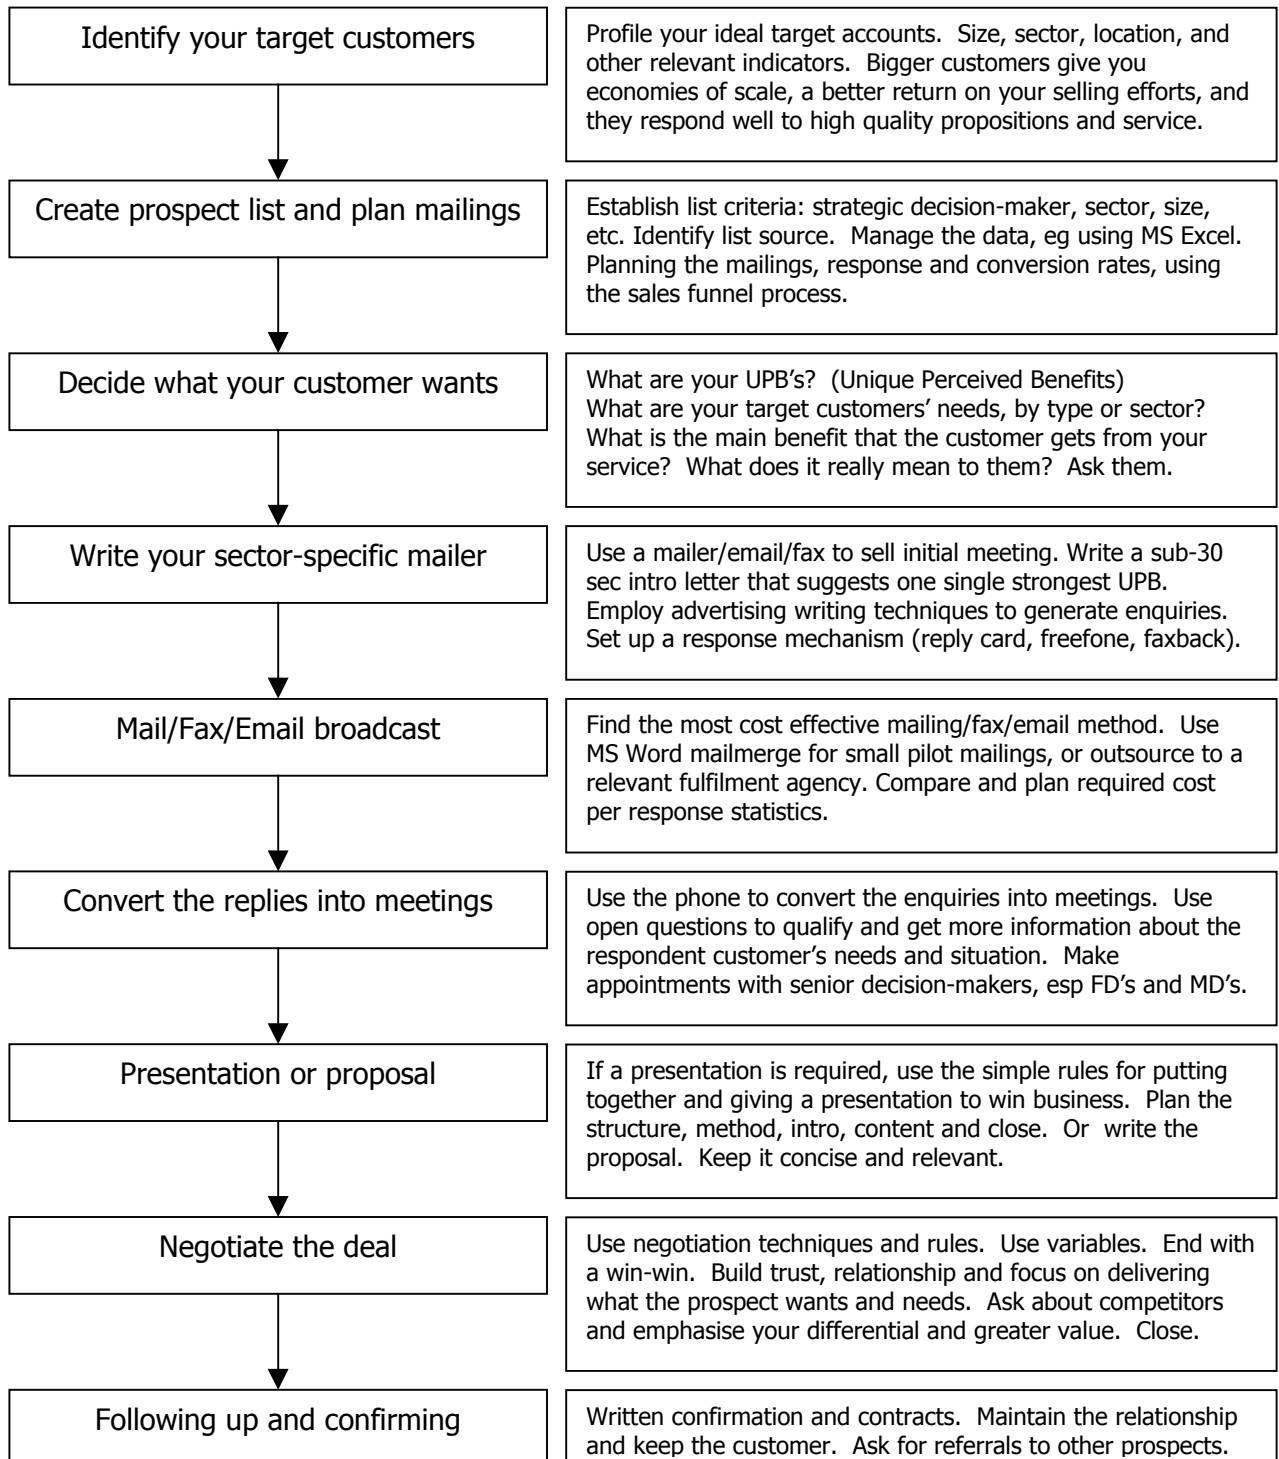 Identify your target customers
Profile your ideal target accounts.  Size, sector, location, and
other relevant indicators.  Bigger customers give you
economies of scale, a better return on your selling efforts, and
they respond well to high quality propositions and service.
Create prospect list and plan mailings
Establish list criteria: strategic decision-maker, sector, size,
etc. Identify list source.  Manage the data, eg using MS Excel.
Planning the mailings, response and conversion rates, using
the sales funnel process.
Decide what your customer wants
What are your UPB’s?  (Unique Perceived Benefits)
What are your target customers’ needs, by type or sector?
What is the main benefit that the customer gets from your
service?  What does it really mean to them?  Ask them.
Write your sector-specific mailer
Use a mailer/email/fax to sell initial meeting. Write a sub-30
sec intro letter that suggests one single strongest UPB.
Employ advertising writing techniques to generate enquiries.
Set up a response mechanism (reply card, freefone, faxback).
Mail/Fax/Email broadcast
Find the most cost effective mailing/fax/email method.  Use
MS Word mailmerge for small pilot mailings, or outsource to a
relevant fulfilment agency. Compare and plan required cost
per response statistics.
Convert the replies into meetings
Use the phone to convert the enquiries into meetings.  Use
open questions to qualify and get more information about the
respondent customer’s needs and situation.  Make
appointments with senior decision-makers, esp FD’s and MD’s.
Presentation or proposal
If a presentation is required, use the simple rules for putting
together and giving a presentation to win business.  Plan the
structure, method, intro, content and close.  Or  write the
proposal.  Keep it concise and relevant.
Negotiate the deal
Use negotiation techniques and rules.  Use variables.  End with
a win-win.  Build trust, relationship and focus on delivering
what the prospect wants and needs.  Ask about competitors
and emphasise your differential and greater value.  Close.
Following up and confirming
Written confirmation and contracts.  Maintain the relationship
and keep the customer.  Ask for referrals to other prospects.